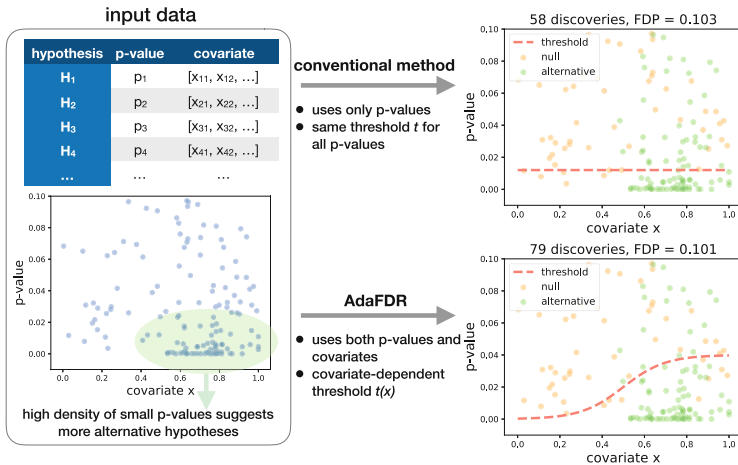 input data
hypothesis p-value covariate
H1 p1 [x11, x12, ...]
H2 p2 [x21, x22, ...]
H3 p3 [x31, x32, ...]
H4 p4 [x41, x42, ...]
... ... ...
0.10
0.08
0.06
0.04
0.02
0.00
p-value
0.0 0.2 0.4 0.6 0.8 1.0
covariate x
high density of small p-values suggests
more alternative hypotheses
conventional method
● uses only p-values
● same threshold t for
all p-values
AdaFDR
● uses both p-values and
covariates
● covariate-dependent
threshold t(x)
58 discoveries, FDP = 0.103
threshold
null
alternative
0.10
0.08
0.06
0.04
0.02
0.00
p-value
0.0 0.2 0.4 0.6 0.8 1.0
covariate x
79 discoveries, FDP = 0.101
threshold
null
alternative
0.10
0.08
0.06
0.04
0.02
0.00
p-value
0.0 0.2 0.4 0.6 0.8 1.0
covariate x